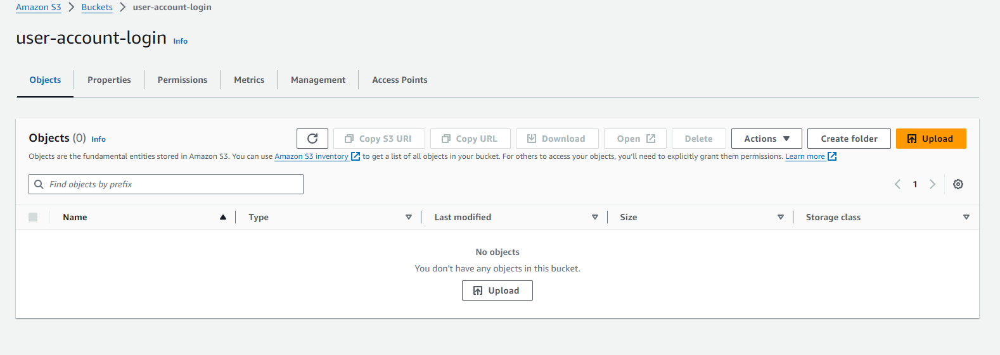 Amazon S3 > Buckets > user-account-login
user-account-login Info
Objects Properties Permissions Metrics Management Access Points
Objects (0) Info Copy S3 URI Copy URL Download Open Delete Actions Create folder Upload
Objects are the fundamental entities stored in Amazon S3. You can use Amazon S3 inventory to get a list of all objects in your bucket. For others to access your objects, you'll need to explicitly grant them permissions. Learn more
Find objects by prefix 1
Name Type Last modified Size Storage class
No objects
You don't have any objects in this bucket.
Upload